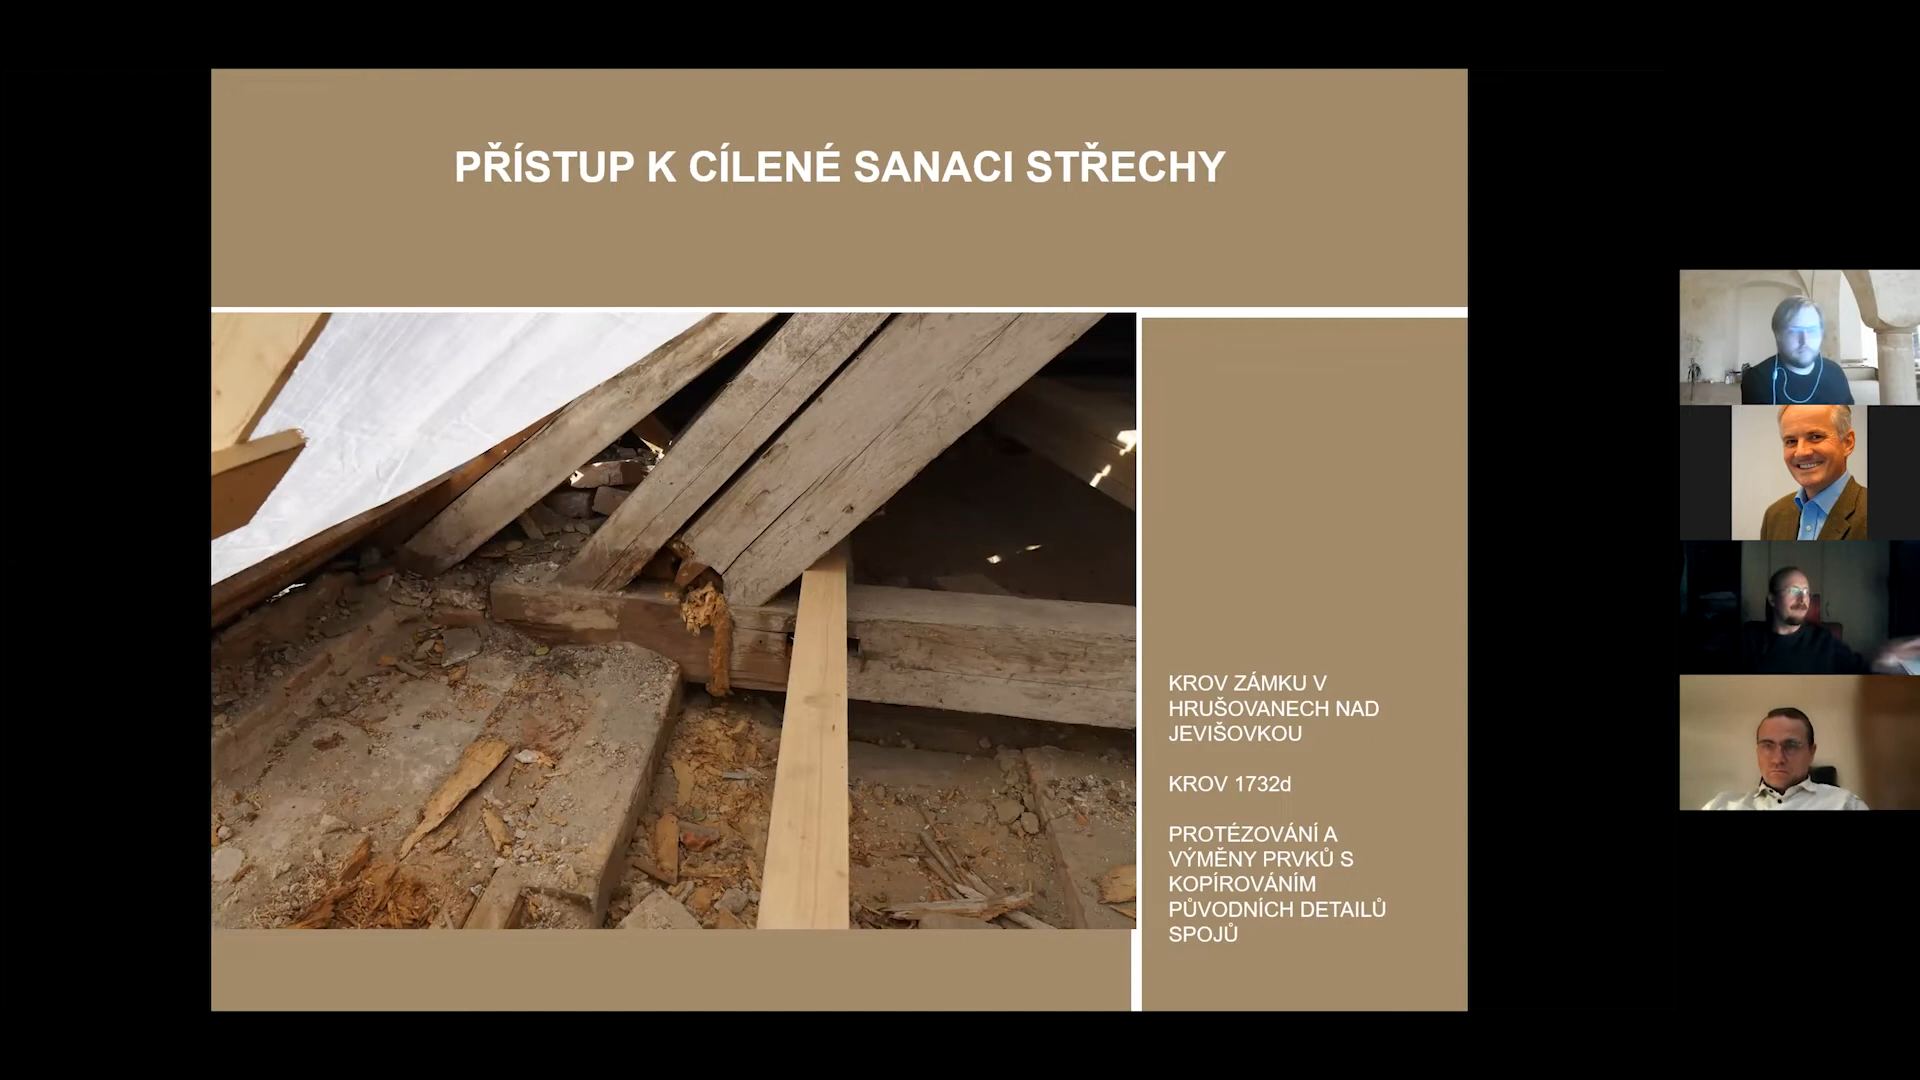 PŘÍSTUP K CÍLENÉ SANACI STŘECHY
KROV ZÁMKU V
HRUŠOVANECH NAD
JEVIŠOVKOU
KROV 1732d
PROTÉZOVÁNÍ A
VÝMĚNY PRVKŮ S
KOPÍROVÁNÍM
PŮVODNÍCH DETAILŮ
SPOJŮ